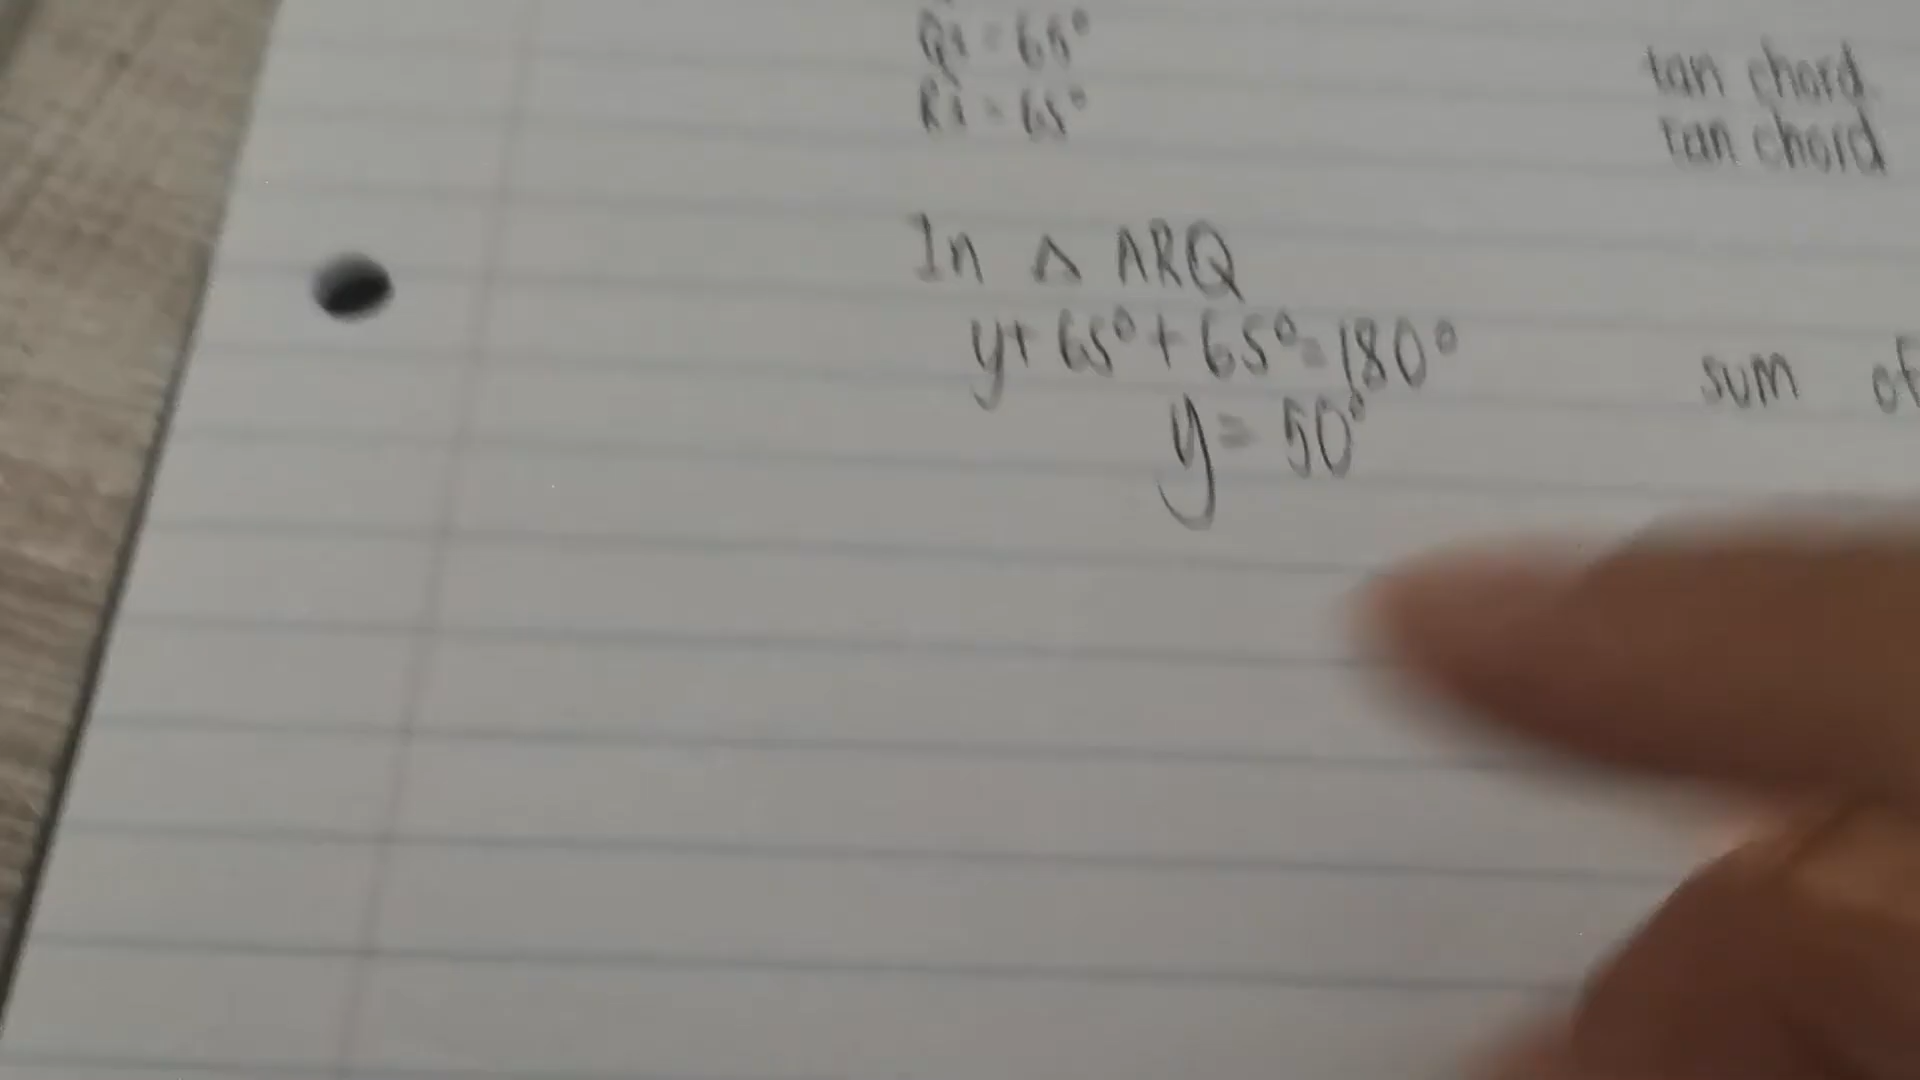 = 65° tan chord
= 65° tan chord
In △ ARQ
y + 65° + 65° = 180° sum of
y = 50°